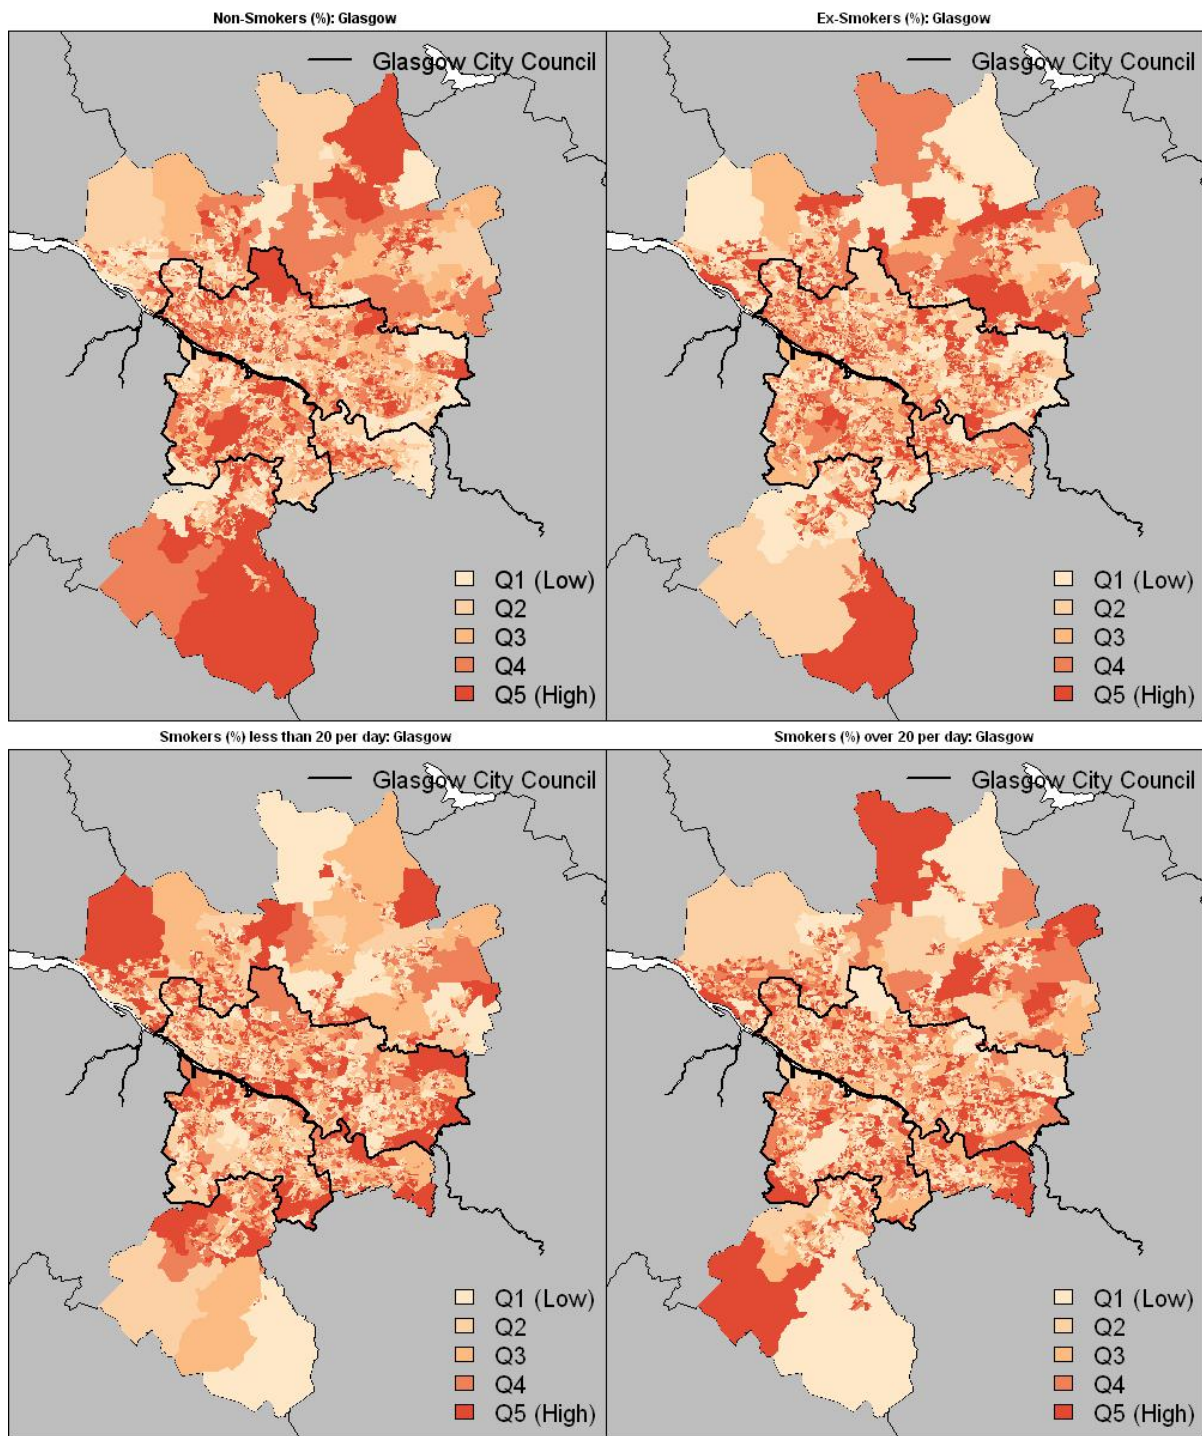 Non-Smokers (%): Glasgow
Glasgow City Council
Q1 (Low)
Q2
Q3
Q4
Q5 (High)
Ex-Smokers (%): Glasgow
Glasgow City Council
Q1 (Low)
Q2
Q3
Q4
Q5 (High)
Smokers (%) less than 20 per day: Glasgow
Glasgow City Council
Q1 (Low)
Q2
Q3
Q4
Q5 (High)
Smokers (%) over 20 per day: Glasgow
Glasgow City Council
Q1 (Low)
Q2
Q3
Q4
Q5 (High)